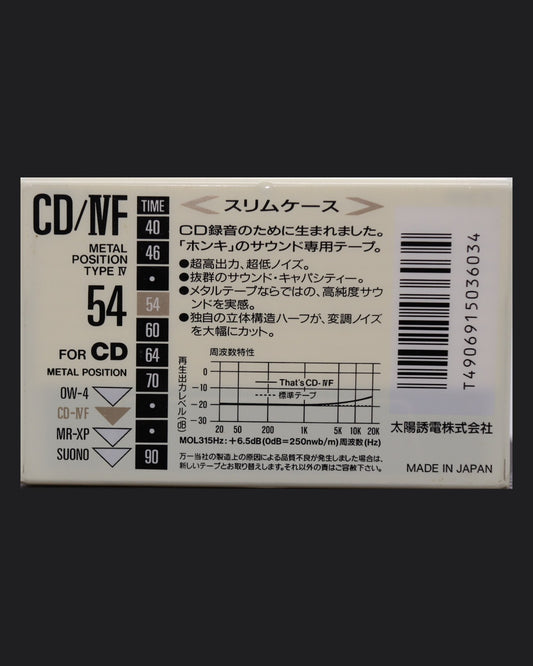 CD/ⅣF
METAL
POSITION
TYPE Ⅳ
54
FOR CD
METAL POSITION
OW-4
CD-ⅣF
MR-XP
SUONO
TIME
40
46
•
54
60
64
70
•
•
90
スリムケース
CD録音のために生まれました。
「ホンキ」のサウンド専用テープ。
●超高出力、超低ノイズ。
●抜群のサウンド・キャパシティー。
●メタルテープならではの、高純度サウ
ンドを実感。
●独自の立体構造ハーフが、変調ノイズ
を大幅にカット。
周波数特性
再生出力レベル(dB)
0
-10
-20
-30
That's CD-ⅣF
標準テープ
20 50 200 1K 5K 10K 20K
MOL315Hz:+6.5dB(0dB=250nwb/m) 周波数(Hz)
万一当社の製造上の原因による品質不良が発生しました場合は、
新しいテープとお取り替えします。それ以外の責はご容赦下さい。
T4906915036034
太陽誘電株式会社
MADE IN JAPAN